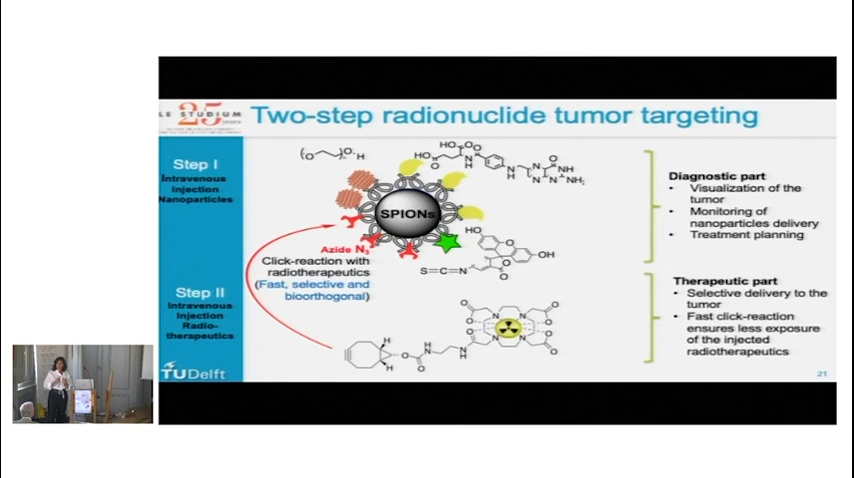 LE STUDIUM
25
Two-step radionuclide tumor targeting
Step I
Intravenous
Injection
Nanoparticles
SPIONs
Azide N3
Click-reaction with
radiotherapeutics
(Fast, selective and
bioorthogonal)
Step II
Intravenous
Injection
Radio-
therapeutics
Diagnostic part
• Visualization of the
tumor
• Monitoring of
nanoparticles delivery
• Treatment planning
Therapeutic part
• Selective delivery to the
tumor
• Fast click-reaction
ensures less exposure
of the injected
radiotherapeutics
TUDelft
21